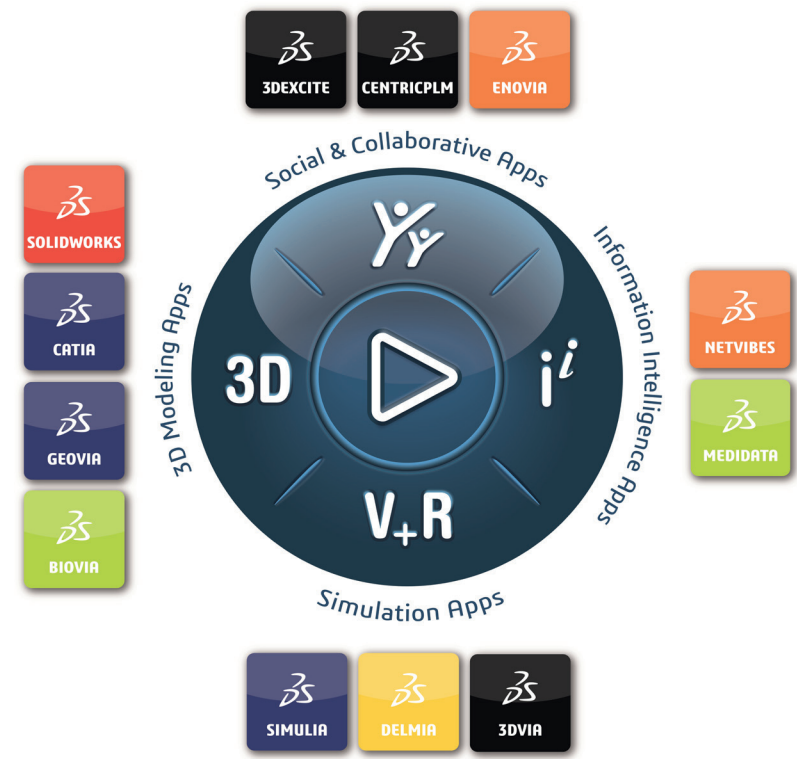 3DEXCITE
CENTRICPLM
ENOVIA
Social & Collaborative Apps
SOLIDWORKS
CATIA
GEOVIA
BIOVIA
3D Modeling Apps
3D
i i
V+R
Information Intelligence Apps
NETVIBES
MEDIDATA
Simulation Apps
SIMULIA
DELMIA
3DVIA